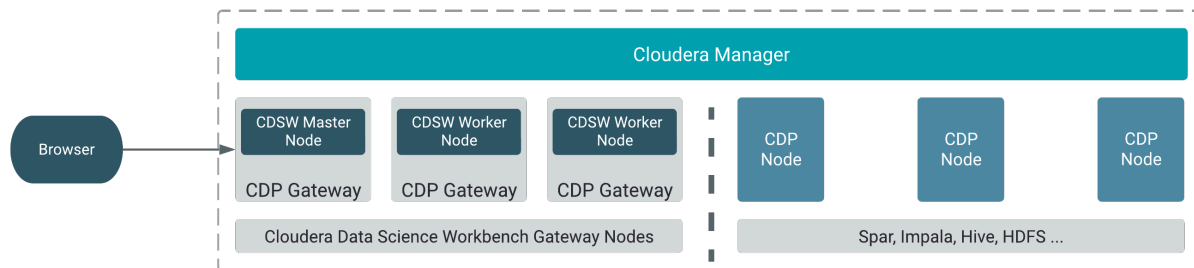 Cloudera Manager
Browser
CDSW Master
Node
CDP Gateway
CDSW Worker
Node
CDP Gateway
CDSW Worker
Node
CDP Gateway
CDP
Node
CDP
Node
CDP
Node
Cloudera Data Science Workbench Gateway Nodes
Spar, Impala, Hive, HDFS ...